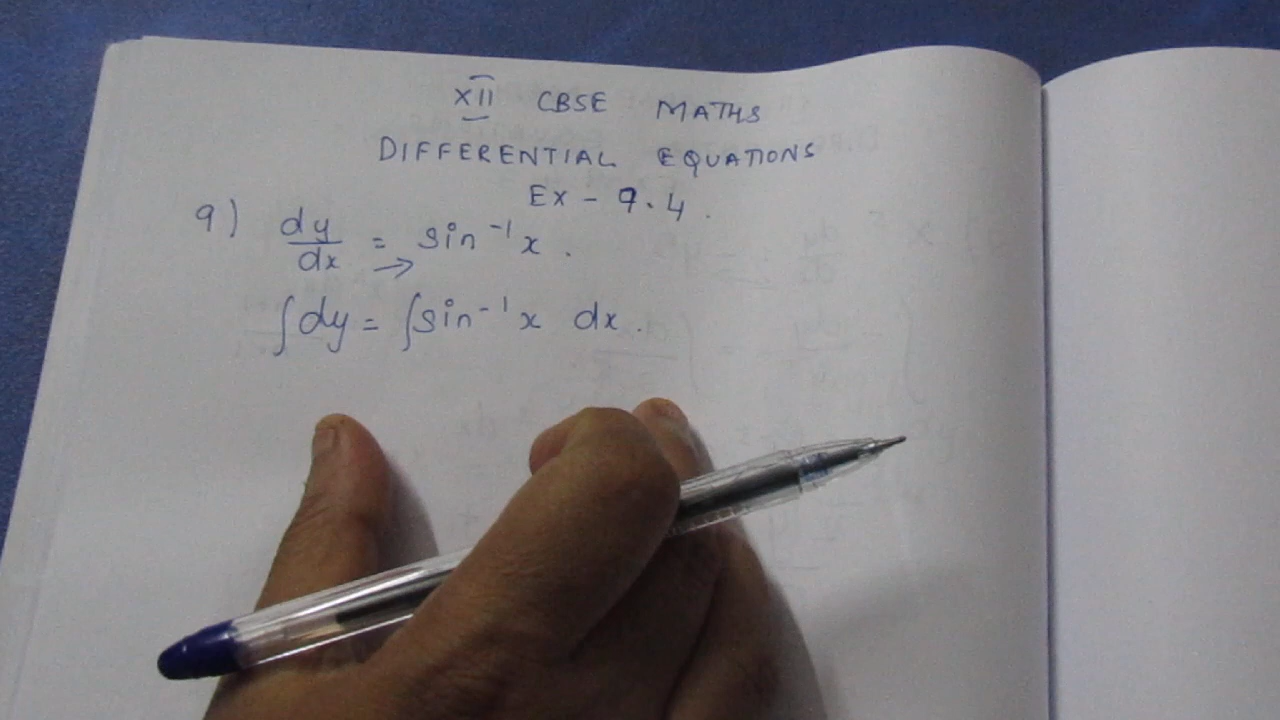 XII CBSE MATHS
DIFFERENTIAL EQUATIONS
Ex - 9.4.
9) dy/dx = sin⁻¹x.
→
∫dy = ∫sin⁻¹x dx.